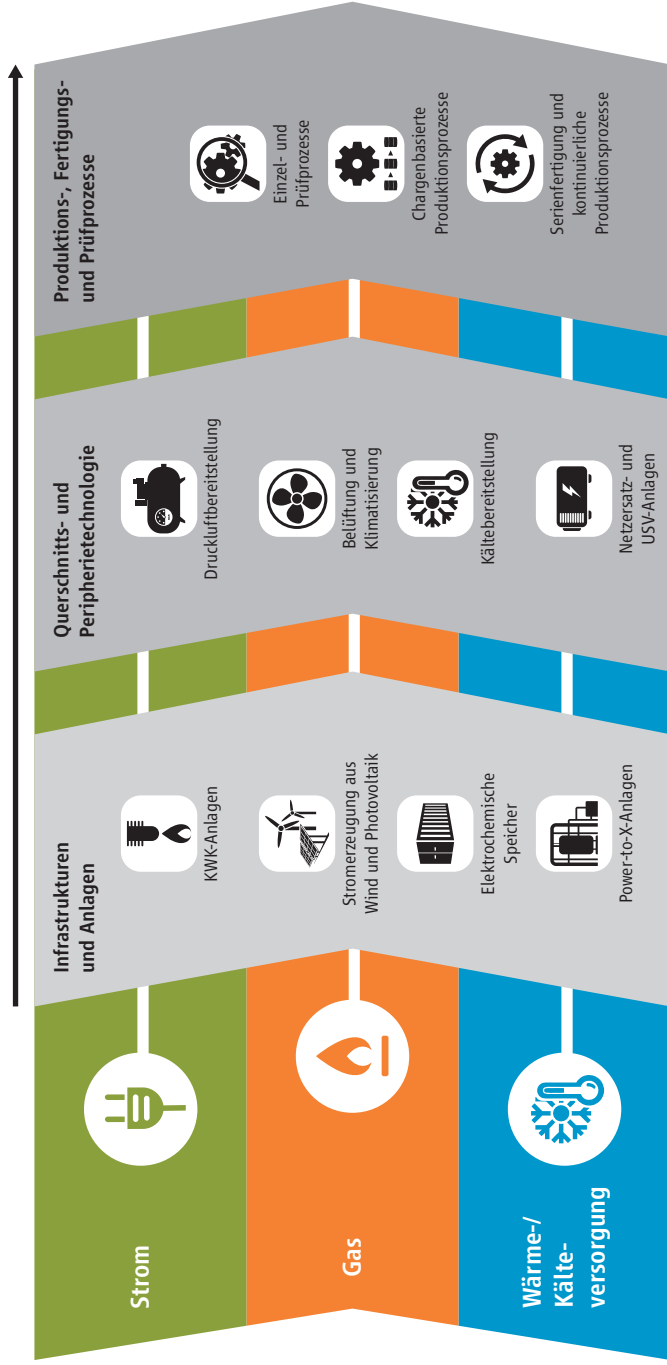 Strom
Gas
Wärme-/
Kälte-
versorgung
Infrastrukturen
und Anlagen
KWK-Anlagen
Stromerzeugung aus
Wind und Photovoltaik
Elektrochemische
Speicher
Power-to-X-Anlagen
Querschnitts- und
Peripherietechnologie
Druckluftbereitstellung
Belüftung und
Klimatisierung
Kältebereitstellung
Netzersatz- und
USV-Anlagen
Produktions-, Fertigungs-
und Prüfprozesse
Einzel- und
Prüfprozesse
Chargenbasierte
Produktionsprozesse
Serienfertigung und
kontinuierliche
Produktionsprozesse